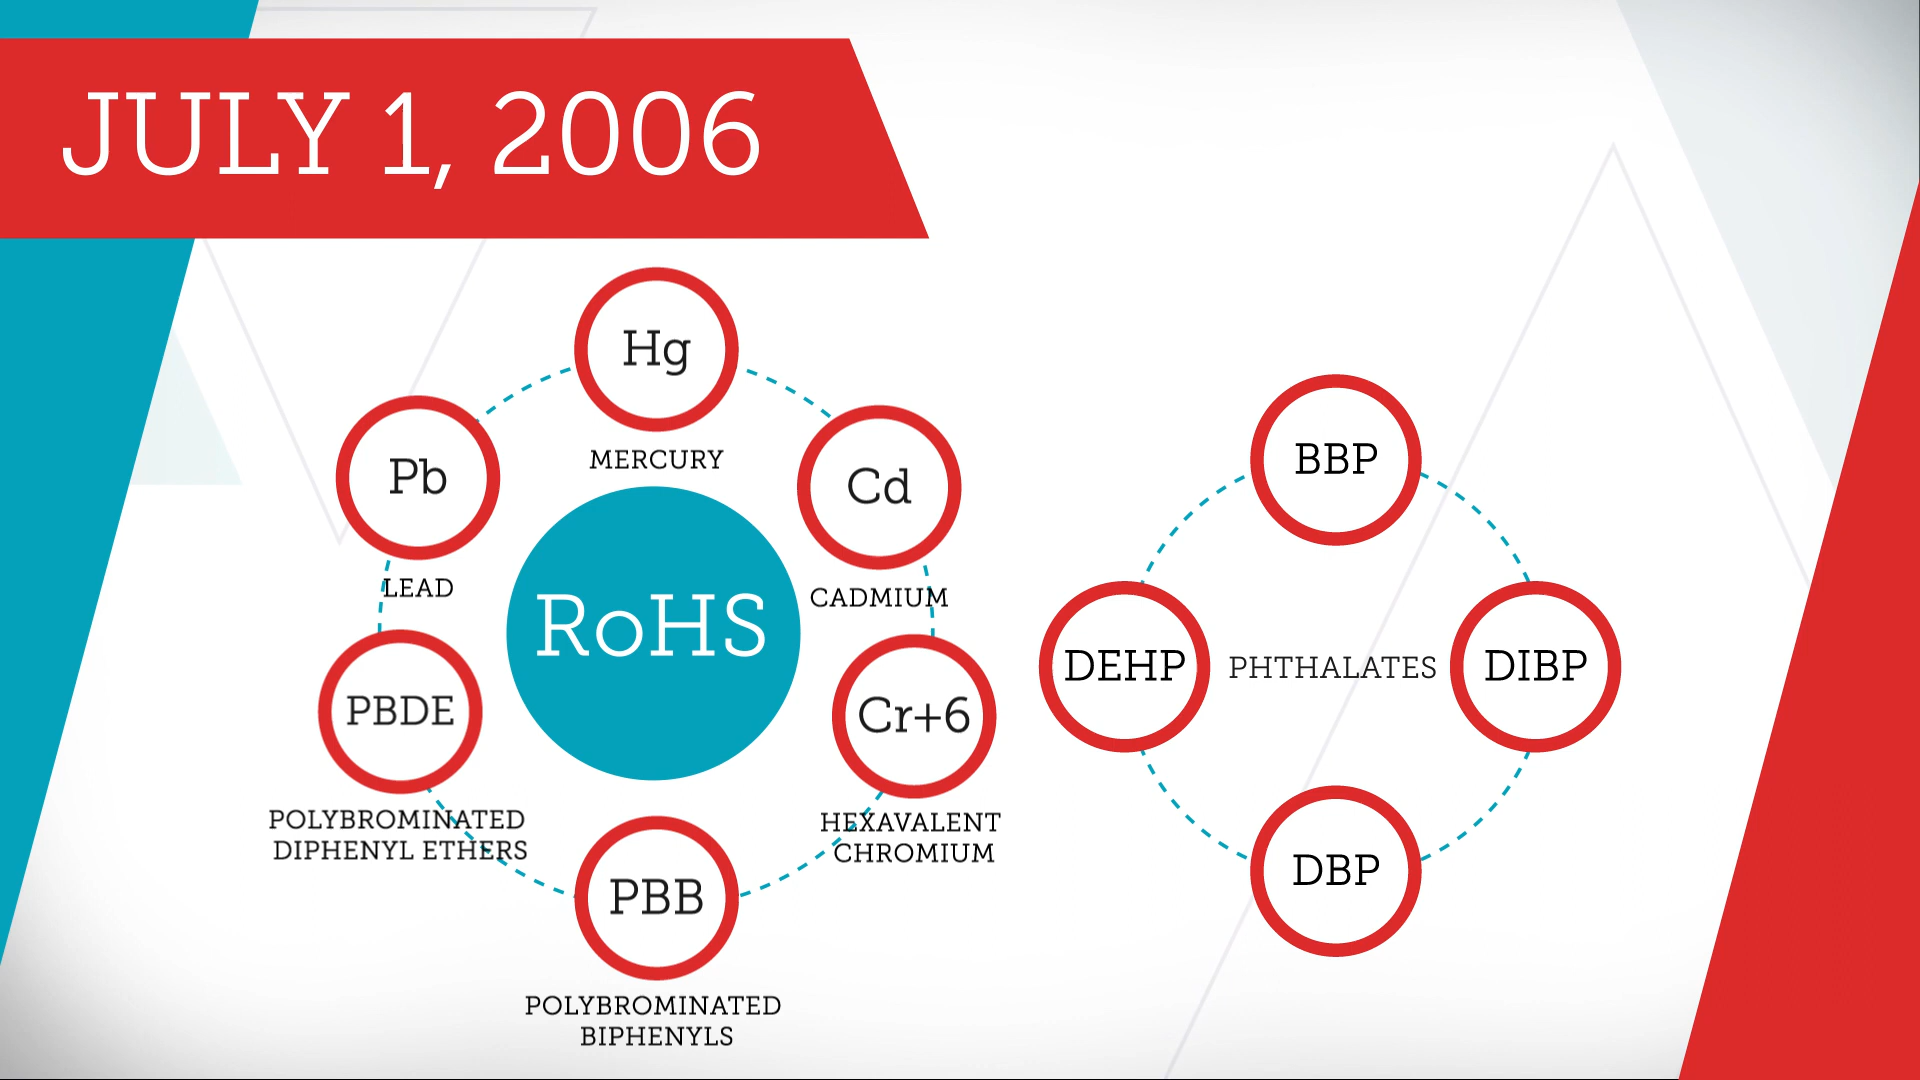 JULY 1, 2006
Hg
MERCURY
Pb
LEAD
Cd
CADMIUM
RoHS
PBDE
POLYBROMINATED
DIPHENYL ETHERS
Cr+6
HEXAVALENT
CHROMIUM
PBB
POLYBROMINATED
BIPHENYLS
BBP
DEHP
PHTHALATES
DIBP
DBP